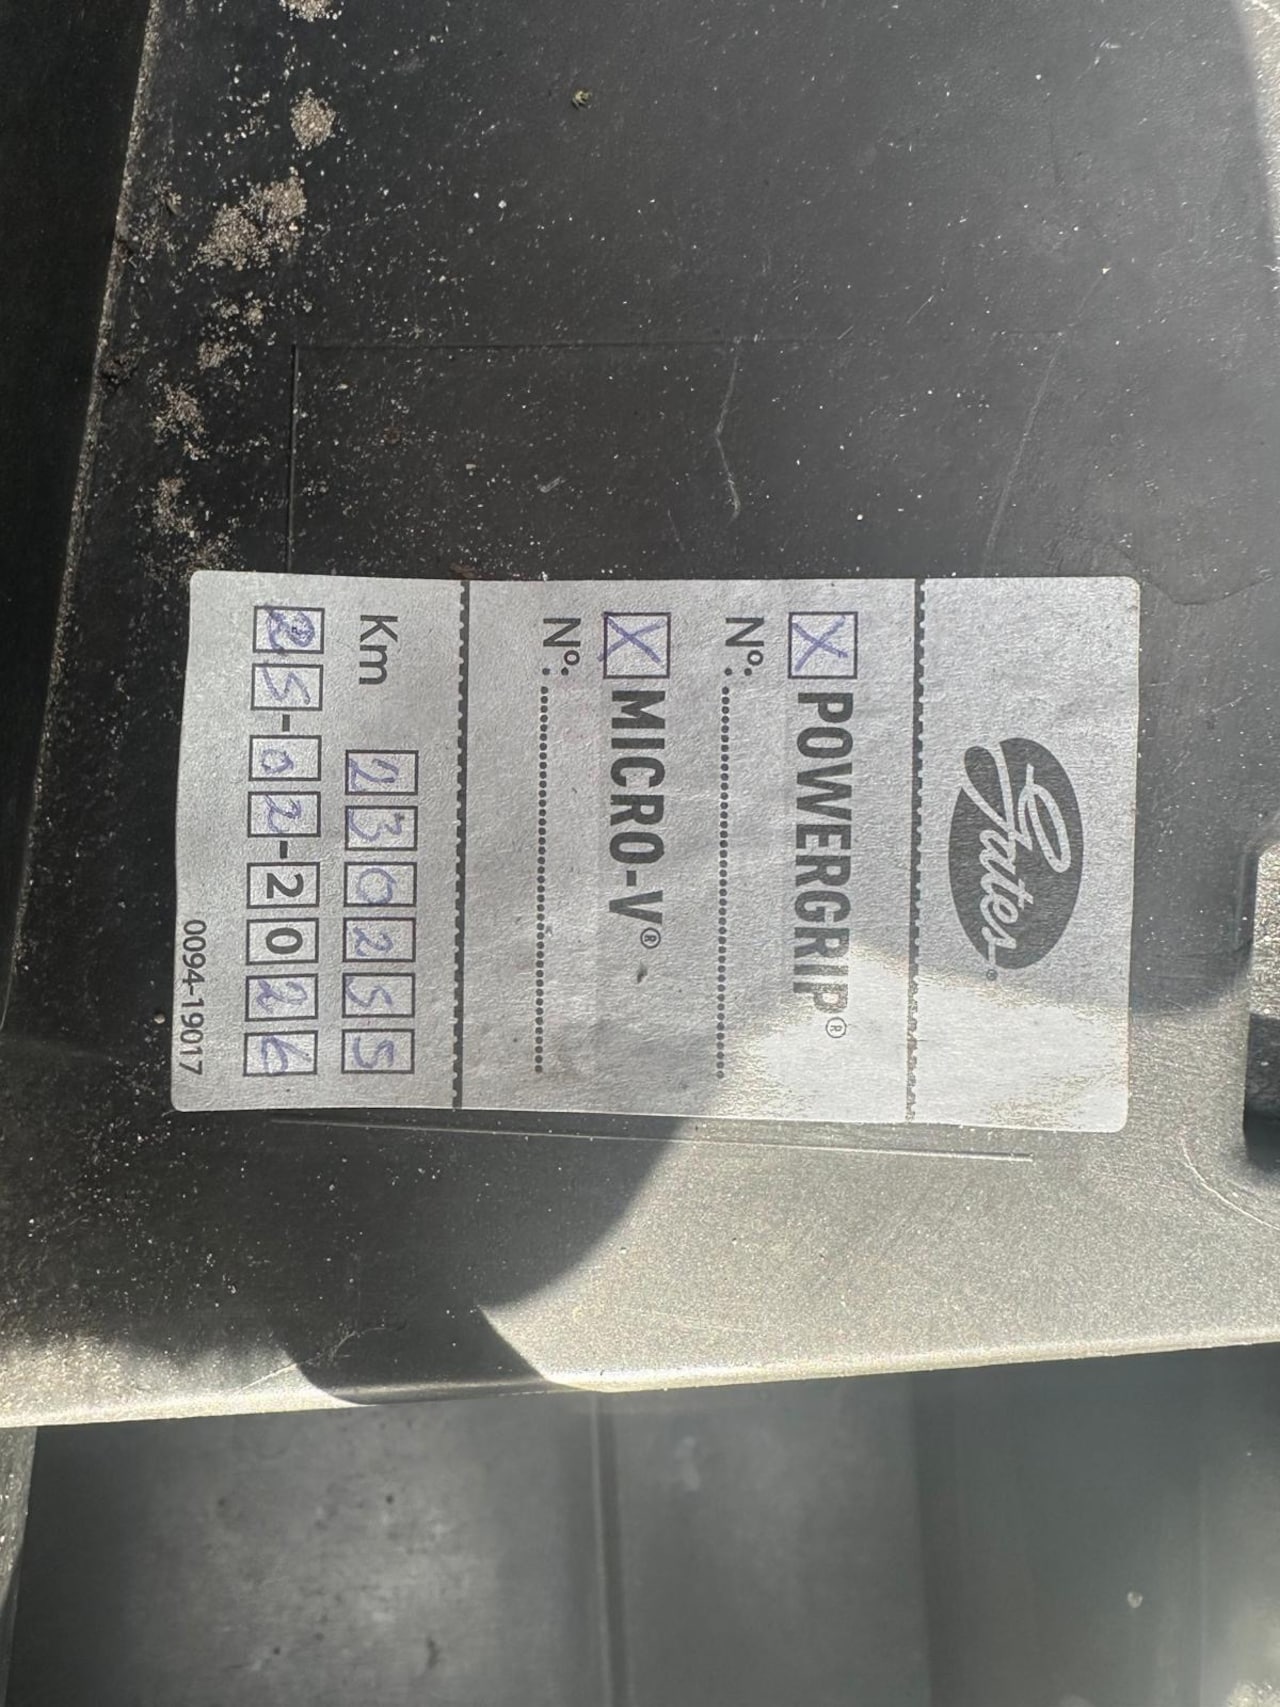 Gates®
X POWERGRIP®
Nº:
X MICRO-V®
Nº:
Km 230255
25-02-2026
0094-19017